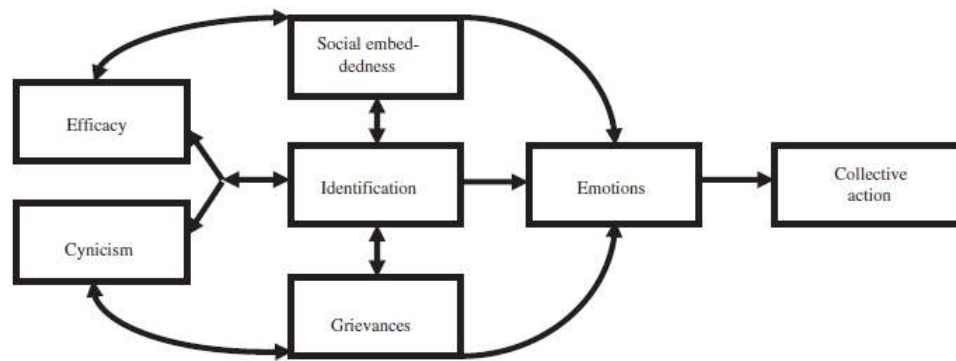 Social embed-
dedness
Efficacy
Identification
Emotions
Collective
action
Cynicism
Grievances